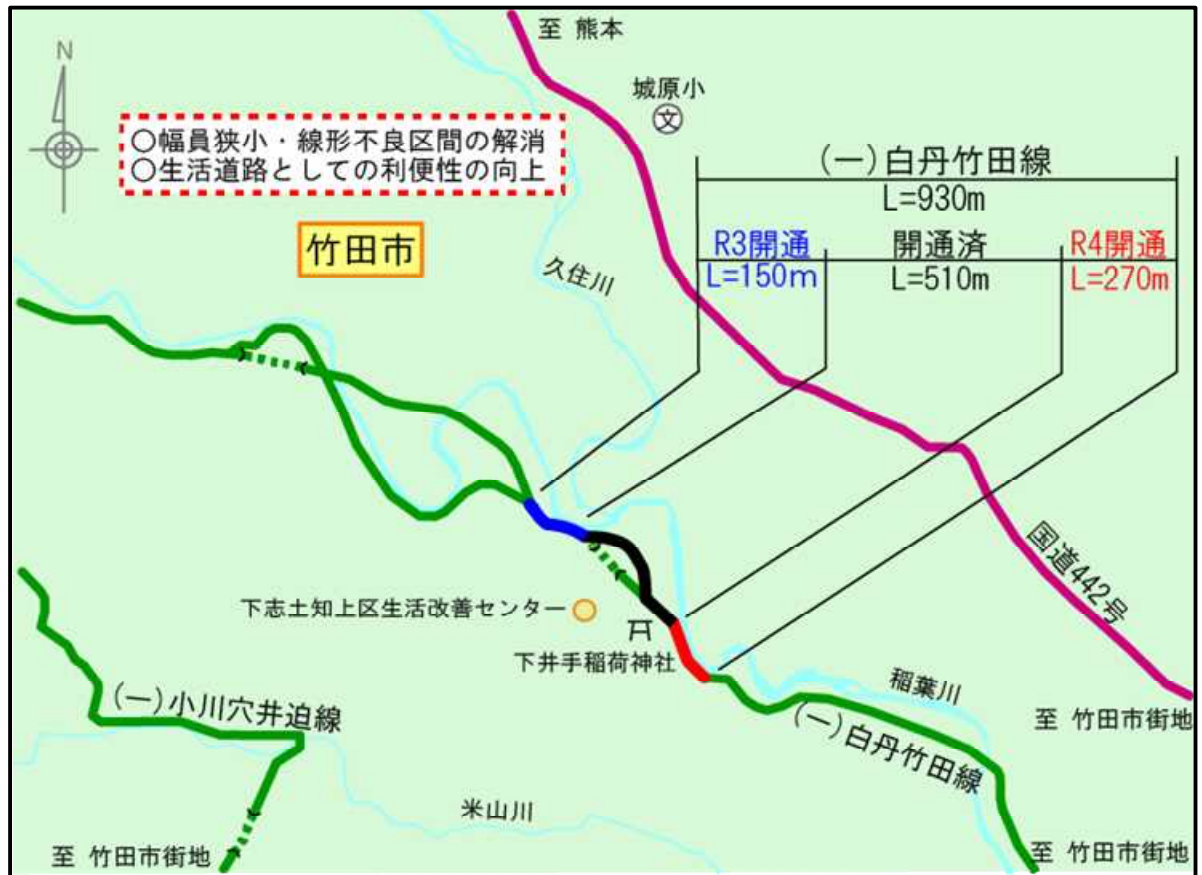 至 熊本
N
城原小
文
○幅員狭小・線形不良区間の解消
○生活道路としての利便性の向上
(一)白丹竹田線
L=930m
竹田市
R3開通
開通済
R4開通
L=150m
L=510m
L=270m
久住川
国道442号
下志土知上区生活改善センター
下井手稲荷神社
稲葉川
(一)小川穴井迫線
(一)白丹竹田線
至 竹田市街地
米山川
至 竹田市街地
至 竹田市街地